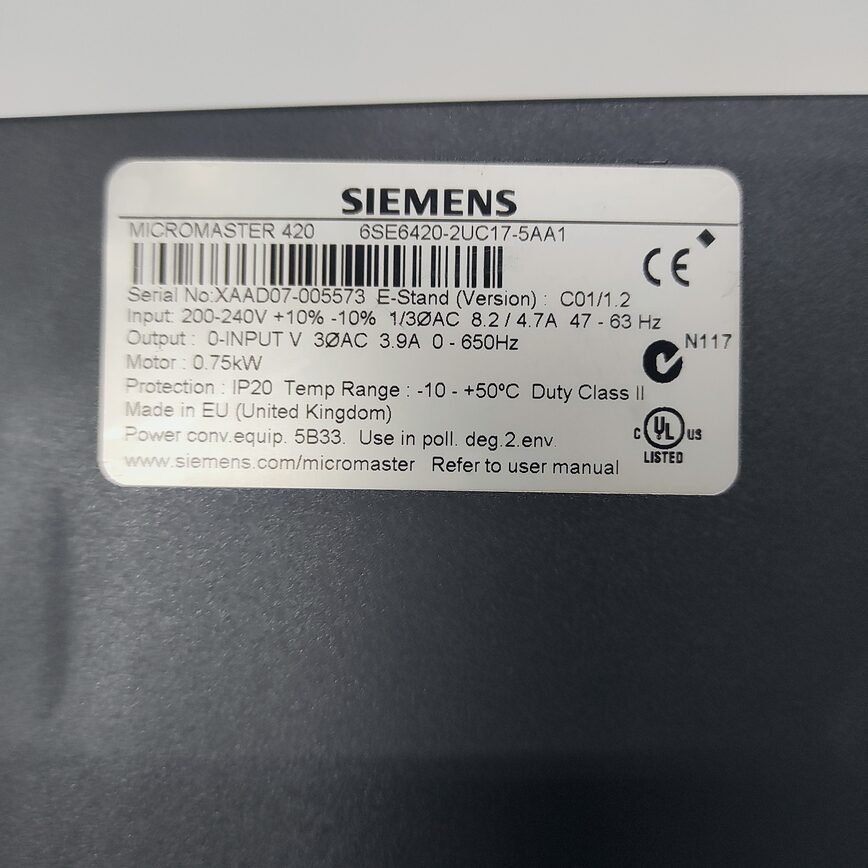 SIEMENS
MICROMASTER 420 6SE6420-2UC17-5AA1
CE
Serial No:XAAD07-005573 E-Stand (Version) : C01/1.2
Input: 200-240V +10% -10% 1/3ØAC 8.2 / 4.7A 47 - 63 Hz
Output : 0-INPUT V 3ØAC 3.9A 0 - 650Hz
N117
Motor : 0.75kW
Protection : IP20 Temp Range : -10 - +50ºC Duty Class II
Made in EU (United Kingdom)
Power conv.equip. 5B33. Use in poll. deg.2.env.
C UL US
LISTED
www.siemens.com/micromaster Refer to user manual